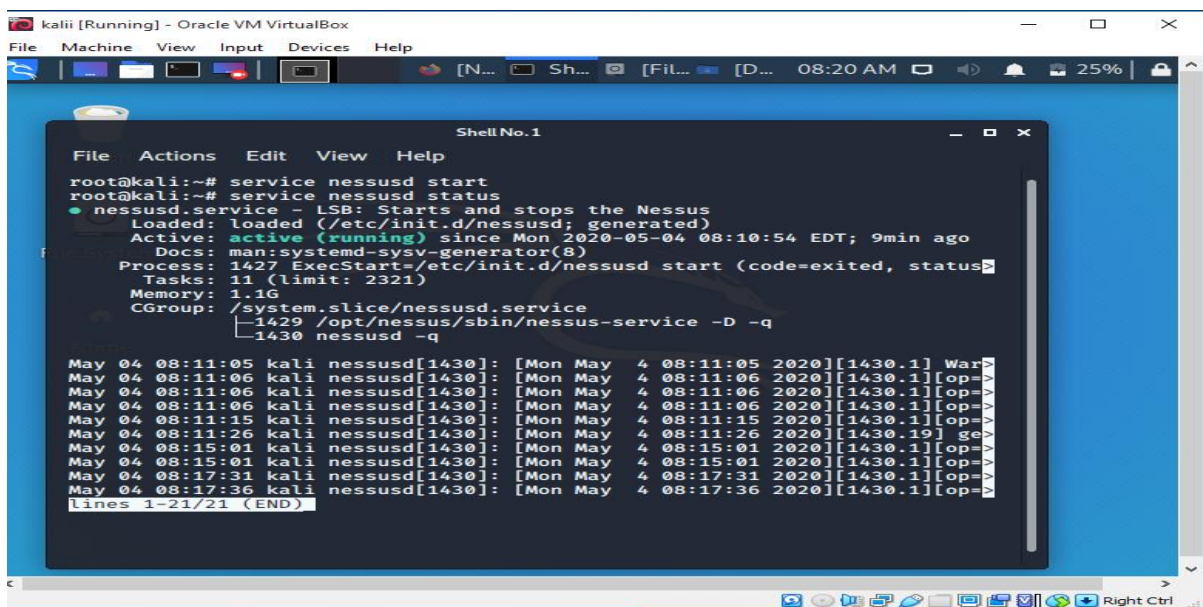 kalii [Running] - Oracle VM VirtualBox
File Machine View Input Devices Help
[N... Sh... [Fil... [D... 08:20 AM 25%
Shell No. 1
File Actions Edit View Help
root@kali:~# service nessusd start
root@kali:~# service nessusd status
● nessusd.service - LSB: Starts and stops the Nessus
Loaded: loaded (/etc/init.d/nessusd; generated)
Active: active (running) since Mon 2020-05-04 08:10:54 EDT; 9min ago
Docs: man:systemd-sysv-generator(8)
Process: 1427 ExecStart=/etc/init.d/nessusd start (code=exited, status>
Tasks: 11 (limit: 2321)
Memory: 1.1G
CGroup: /system.slice/nessusd.service
├─1429 /opt/nessus/sbin/nessus-service -D -q
└─1430 nessusd -q
May 04 08:11:05 kali nessusd[1430]: [Mon May  4 08:11:05 2020][1430.1] War>
May 04 08:11:06 kali nessusd[1430]: [Mon May  4 08:11:06 2020][1430.1][op=>
May 04 08:11:06 kali nessusd[1430]: [Mon May  4 08:11:06 2020][1430.1][op=>
May 04 08:11:06 kali nessusd[1430]: [Mon May  4 08:11:06 2020][1430.1][op=>
May 04 08:11:15 kali nessusd[1430]: [Mon May  4 08:11:15 2020][1430.1][op=>
May 04 08:11:26 kali nessusd[1430]: [Mon May  4 08:11:26 2020][1430.19] ge>
May 04 08:15:01 kali nessusd[1430]: [Mon May  4 08:15:01 2020][1430.1][op=>
May 04 08:15:01 kali nessusd[1430]: [Mon May  4 08:15:01 2020][1430.1][op=>
May 04 08:17:31 kali nessusd[1430]: [Mon May  4 08:17:31 2020][1430.1][op=>
May 04 08:17:36 kali nessusd[1430]: [Mon May  4 08:17:36 2020][1430.1][op=>
lines 1-21/21 (END)
Right Ctrl